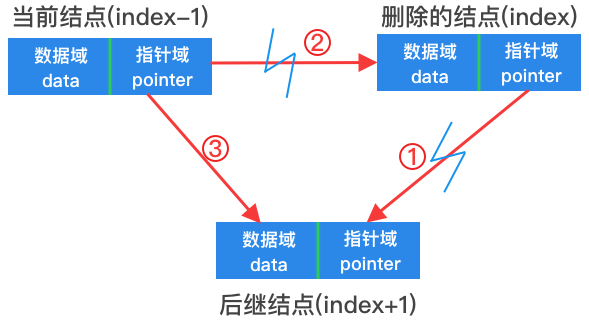 当前结点(index-1)
删除的结点(index)
数据域
data
指针域
pointer
②
数据域
data
指针域
pointer
③
①
数据域
data
指针域
pointer
后继结点(index+1)